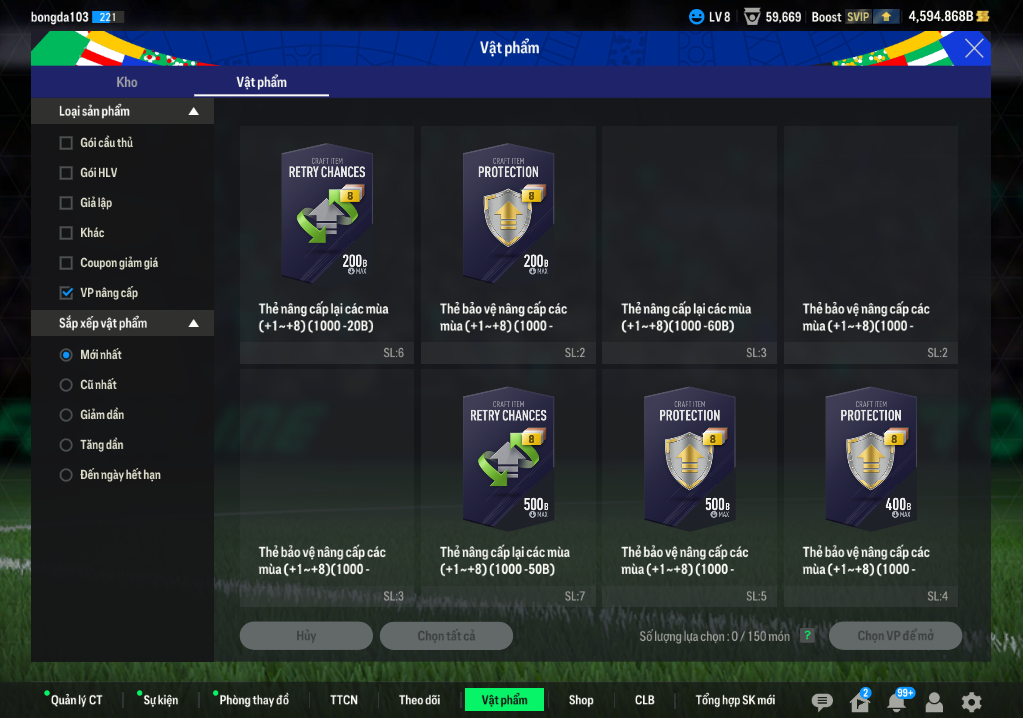 bongda103 221
LV 8
59,669
Boost SVIP
4,594.868B
Vật phẩm
Kho
Vật phẩm
Loại sản phẩm
Gói cầu thủ
Gói HLV
Giả lập
Khác
Coupon giảm giá
VP nâng cấp
Sắp xếp vật phẩm
Mới nhất
Cũ nhất
Giảm dần
Tăng dần
Đến ngày hết hạn
CRAFT ITEM
RETRY CHANCES
8
200B
MAX
Thẻ nâng cấp lại các mùa
(+1~+8) (1000 -20B)
SL:6
CRAFT ITEM
PROTECTION
8
200B
MAX
Thẻ bảo vệ nâng cấp các
mùa (+1~+8) (1000 -
SL:2
Thẻ nâng cấp lại các mùa
(+1~+8)(1000 -60B)
SL:3
Thẻ bảo vệ nâng cấp các
mùa (+1~+8)(1000 -
SL:2
Thẻ bảo vệ nâng cấp các
mùa (+1~+8)(1000 -
SL:3
CRAFT ITEM
RETRY CHANCES
8
500B
MAX
Thẻ nâng cấp lại các mùa
(+1~+8) (1000 -50B)
SL:7
CRAFT ITEM
PROTECTION
8
500B
MAX
Thẻ bảo vệ nâng cấp các
mùa (+1~+8) (1000 -
SL:5
CRAFT ITEM
PROTECTION
8
400B
MAX
Thẻ bảo vệ nâng cấp các
mùa (+1~+8) (1000 -
SL:4
Hủy
Chọn tất cả
Số lượng lựa chọn : 0 / 150 món
?
Chọn VP để mở
Quản lý CT
Sự kiện
Phòng thay đồ
TTCN
Theo dõi
Vật phẩm
Shop
CLB
Tổng hợp SK mới
2
99+